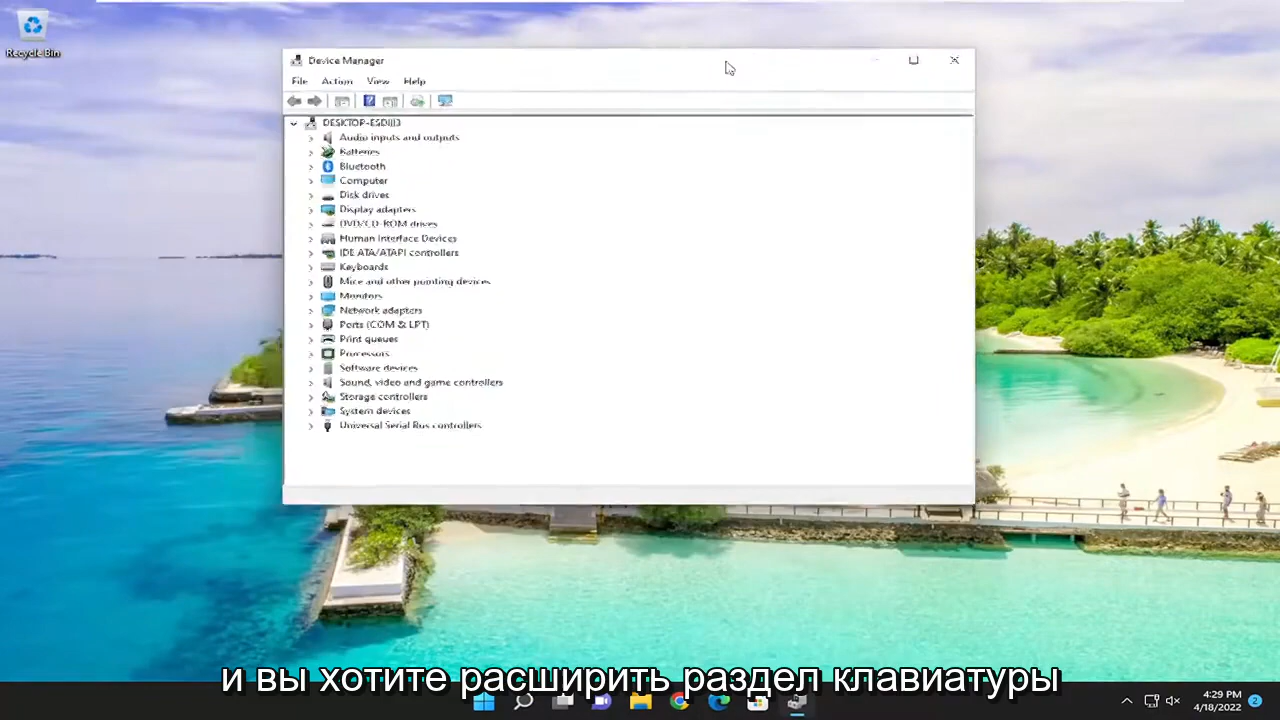 Recycle Bin
Device Manager
File Action View Help
Audio inputs and outputs
Batteries
Bluetooth
Computer
Disk drives
Display adapters
DVD/CD-ROM drives
Human Interface Devices
IDE ATA/ATAPI controllers
Keyboards
Mice and other pointing devices
Monitors
Network adapters
Ports (COM & LPT)
Print queues
Processors
Software devices
Sound, video and game controllers
Storage controllers
System devices
Universal Serial Bus controllers
и вы хотите расширить раздел клавиатуры
4:29 PM
4/18/2022
2